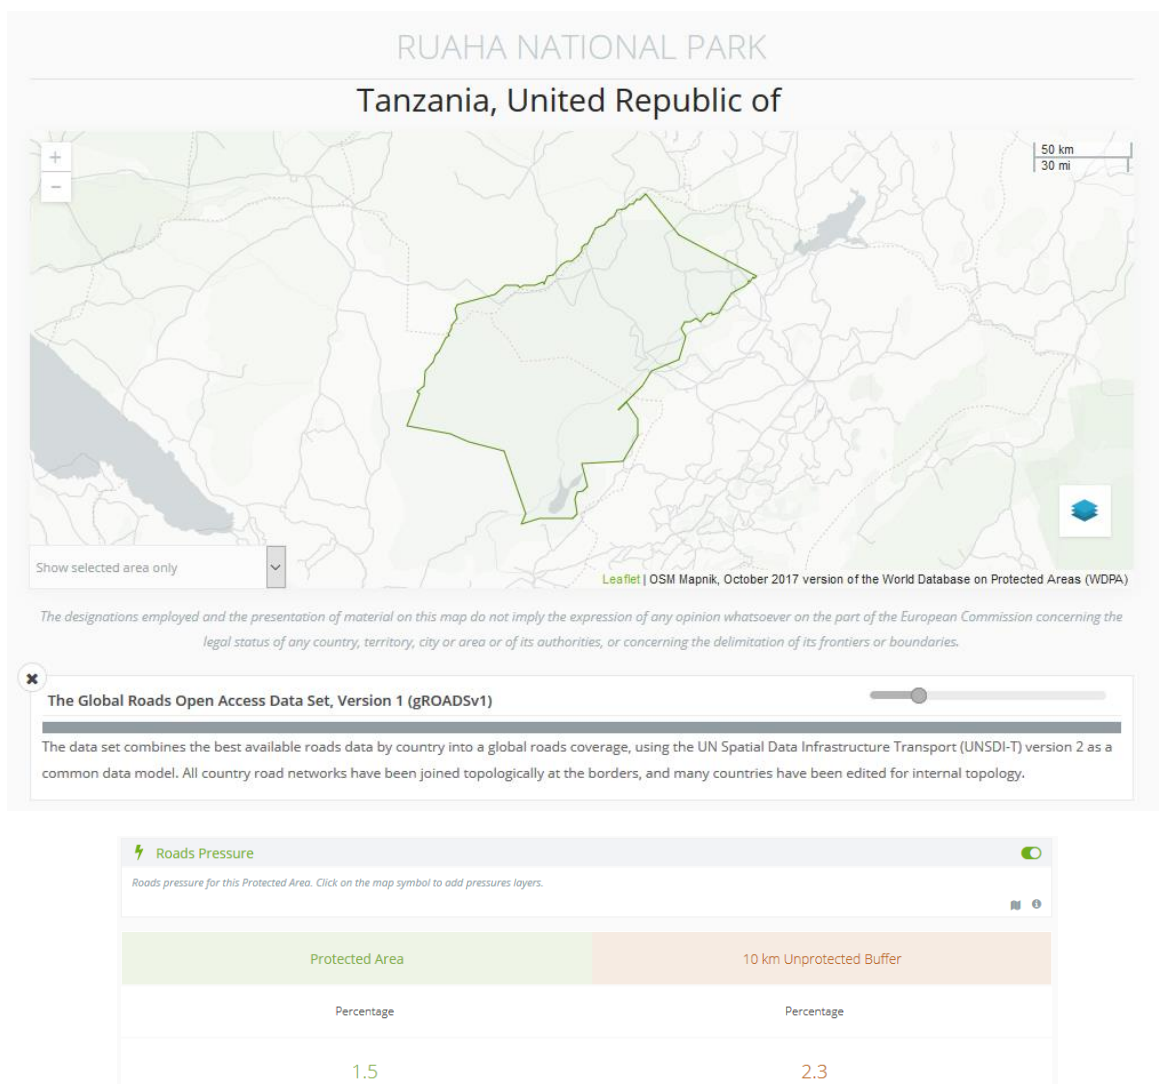 RUAHA NATIONAL PARK
Tanzania, United Republic of
+
−
50 km
30 mi
Show selected area only
Leaflet | OSM Mapnik, October 2017 version of the World Database on Protected Areas (WDPA)
The designations employed and the presentation of material on this map do not imply the expression of any opinion whatsoever on the part of the European Commission concerning the
legal status of any country, territory, city or area or of its authorities, or concerning the delimitation of its frontiers or boundaries.
The Global Roads Open Access Data Set, Version 1 (gROADSv1)
The data set combines the best available roads data by country into a global roads coverage, using the UN Spatial Data Infrastructure Transport (UNSDI-T) version 2 as a
common data model. All country road networks have been joined topologically at the borders, and many countries have been edited for internal topology.
Roads Pressure
Roads pressure for this Protected Area. Click on the map symbol to add pressures layers.
Protected Area
10 km Unprotected Buffer
Percentage
Percentage
1.5
2.3